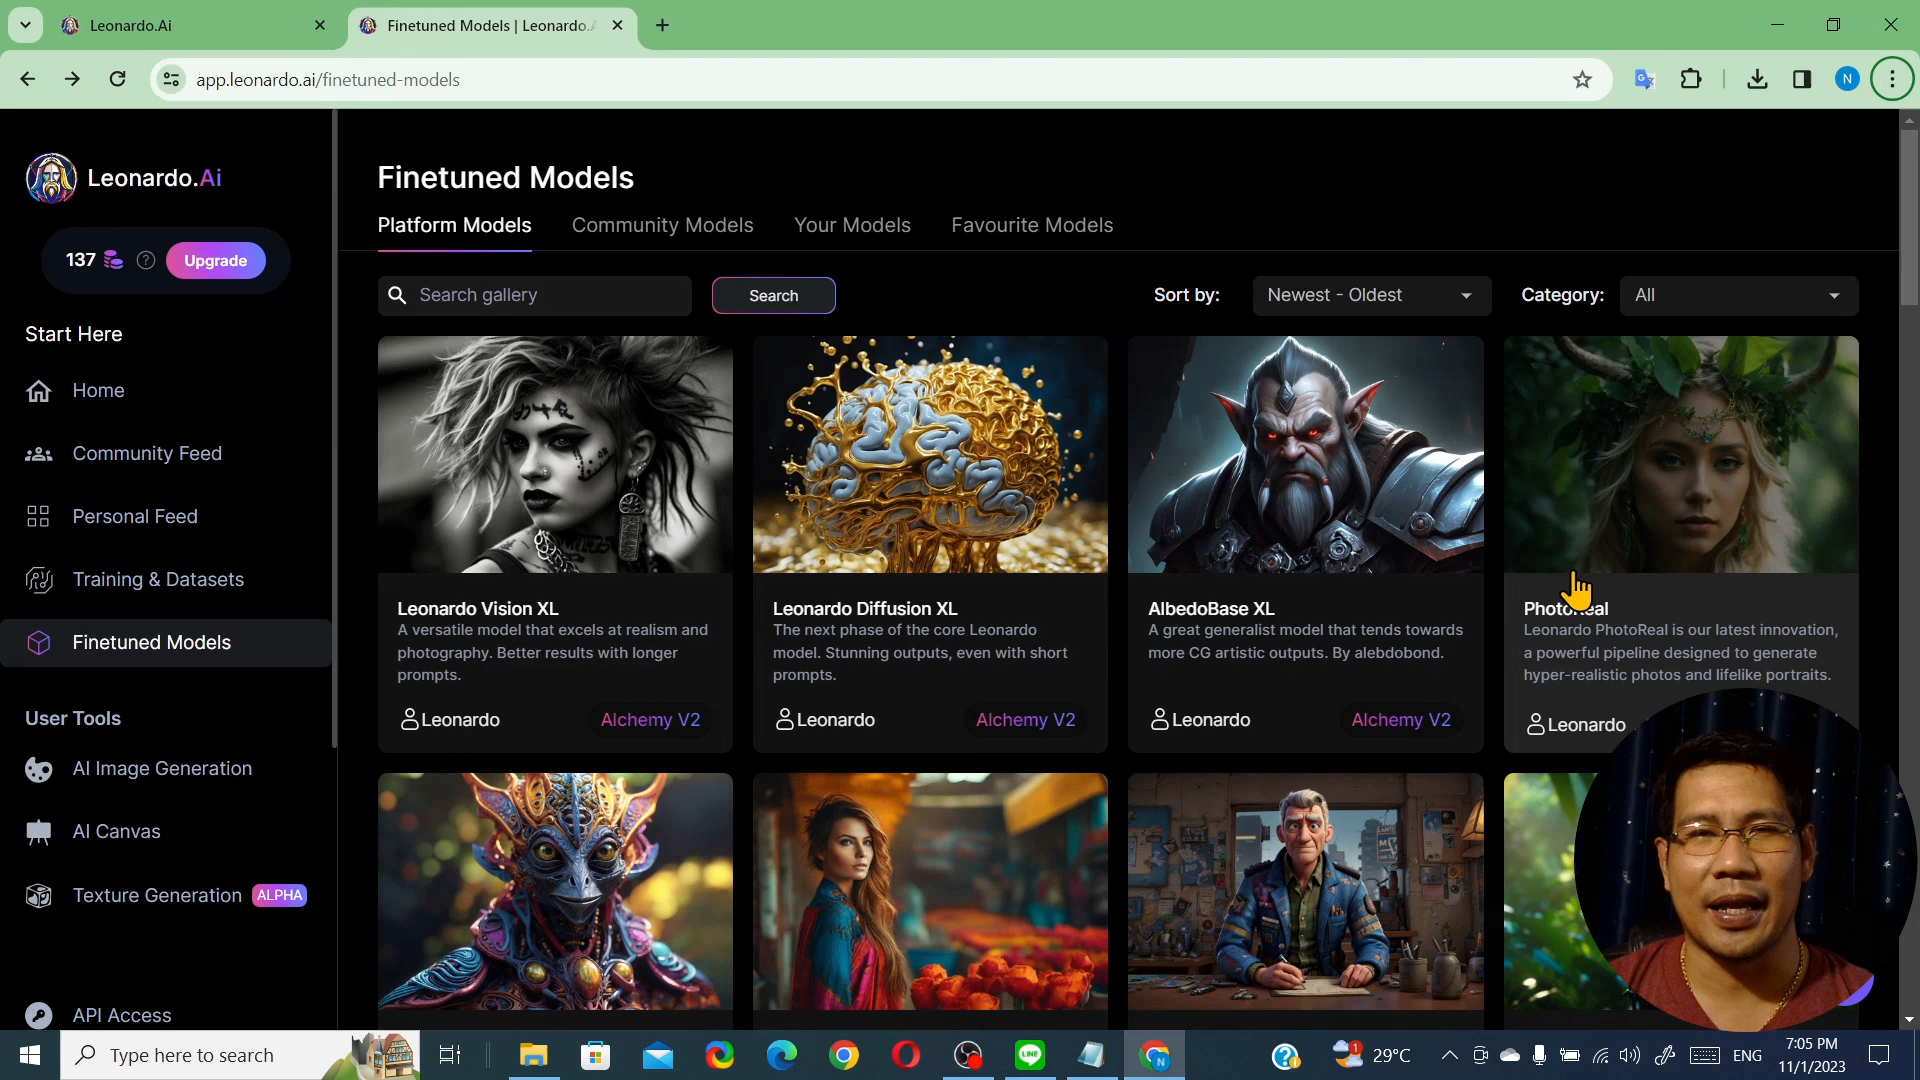 Leonardo.Ai
Finetuned Models | Leonardo.A
app.leonardo.ai/finetuned-models
N
Leonardo.Ai
137
?
Upgrade
Start Here
Home
Community Feed
Personal Feed
Training & Datasets
Finetuned Models
User Tools
AI Image Generation
AI Canvas
Texture Generation ALPHA
API Access
Finetuned Models
Platform Models Community Models Your Models Favourite Models
Search gallery
Search
Sort by: Newest - Oldest
Category: All
Leonardo Vision XL
A versatile model that excels at realism and
photography. Better results with longer
prompts.
Leonardo Alchemy V2
Leonardo Diffusion XL
The next phase of the core Leonardo
model. Stunning outputs, even with short
prompts.
Leonardo Alchemy V2
AlbedoBase XL
A great generalist model that tends towards
more CG artistic outputs. By alebdobond.
Leonardo Alchemy V2
PhotoReal
Leonardo PhotoReal is our latest innovation,
a powerful pipeline designed to generate
hyper-realistic photos and lifelike portraits.
Leonardo
Type here to search
LINE
N
1
29°C
ENG
7:05 PM
11/1/2023